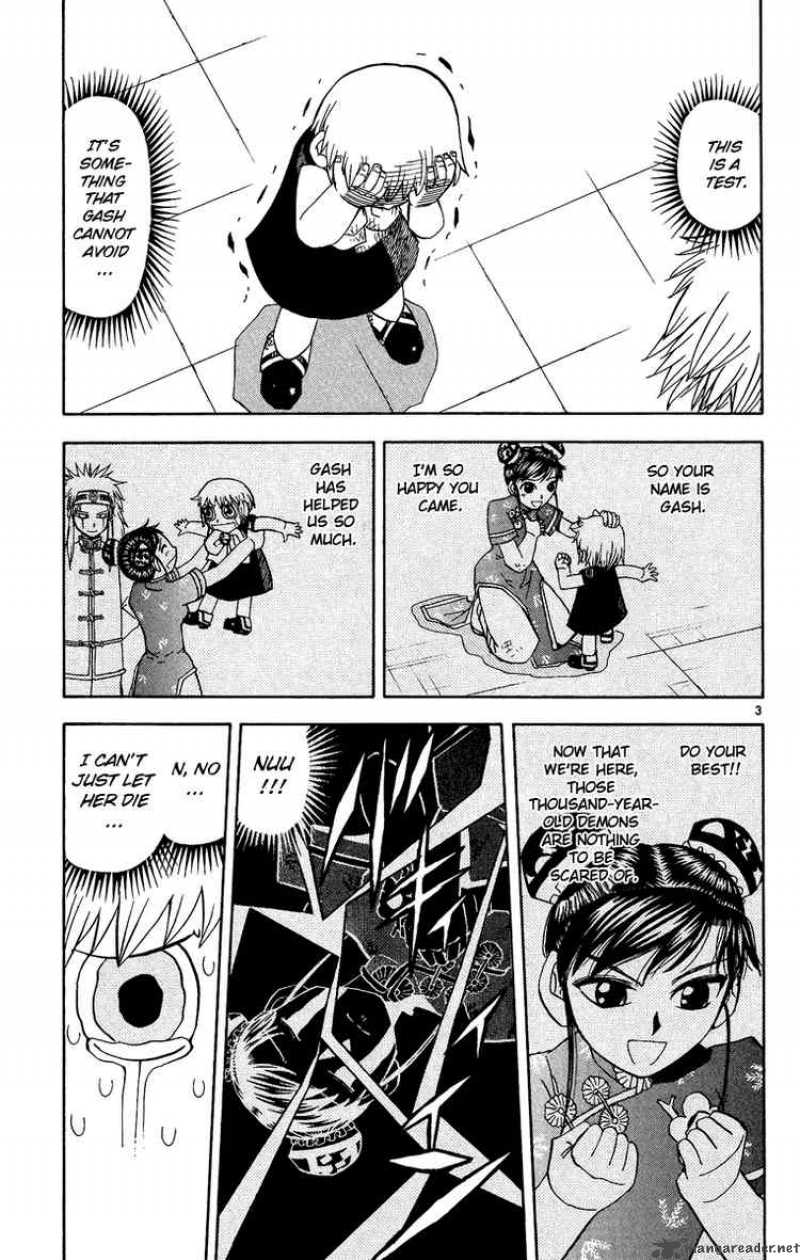 THIS
IS A
TEST.
IT'S
SOME-
THING
THAT
GASH
CANNOT
AVOID
...
SO YOUR
NAME IS
GASH.
I'M SO
HAPPY YOU
CAME.
GASH
HAS
HELPED
US SO
MUCH.
3
DO YOUR
BEST!!
NOW THAT
WE'RE HERE,
THOSE
THOUSAND-YEAR-
OLD DEMONS
ARE NOTHING
TO BE
SCARED OF.
NUU
!!!
N, NO
...
I CAN'T
JUST LET
HER DIE
...
mangareader.net